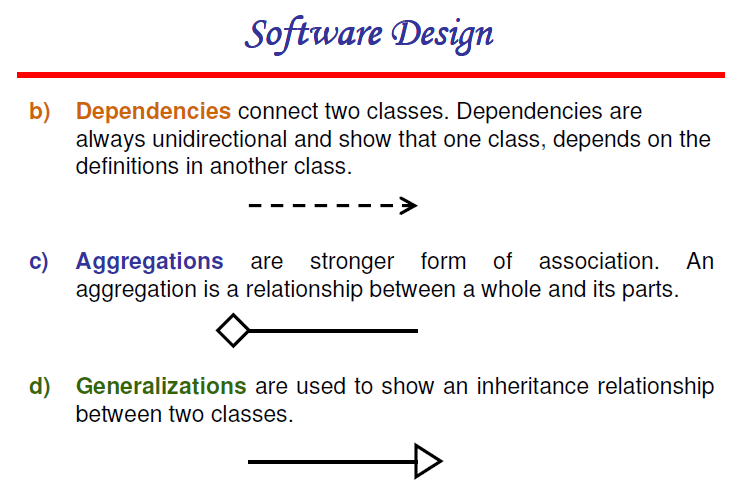 Software Design
b) Dependencies connect two classes. Dependencies are
always unidirectional and show that one class, depends on the
definitions in another class.
c) Aggregations are stronger form of association. An
aggregation is a relationship between a whole and its parts.
d) Generalizations are used to show an inheritance relationship
between two classes.